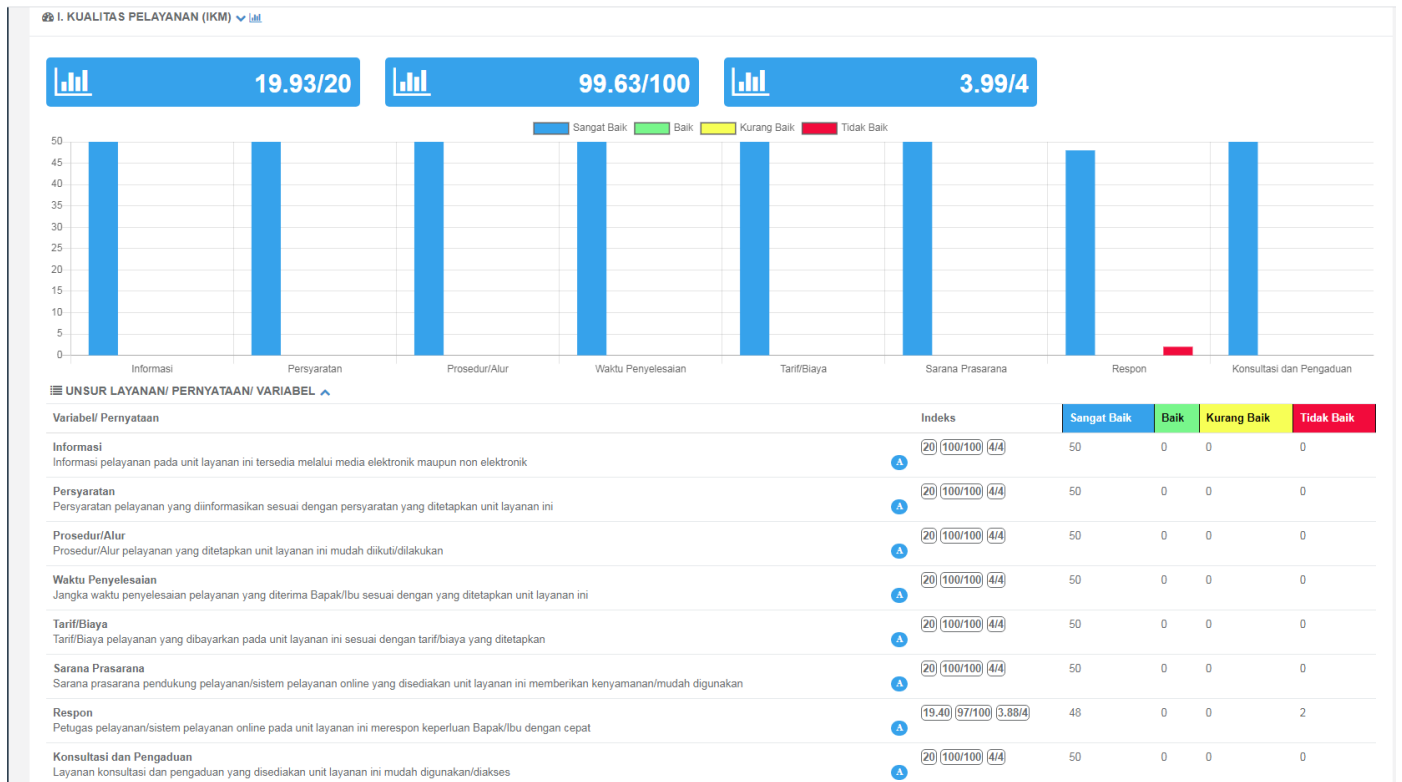 I. KUALITAS PELAYANAN (IKM)
19.93/20
99.63/100
3.99/4
Sangat Baik Baik Kurang Baik Tidak Baik
50
45
40
35
30
25
20
15
10
5
0
Informasi Persyaratan Prosedur/Alur Waktu Penyelesaian Tarif/Biaya Sarana Prasarana Respon Konsultasi dan Pengaduan
UNSUR LAYANAN/ PERNYATAAN/ VARIABEL
Variabel/ Pernyataan Indeks Sangat Baik Baik Kurang Baik Tidak Baik
Informasi 20 100/100 4/4 50 0 0 0
Informasi pelayanan pada unit layanan ini tersedia melalui media elektronik maupun non elektronik A
Persyaratan 20 100/100 4/4 50 0 0 0
Persyaratan pelayanan yang diinformasikan sesuai dengan persyaratan yang ditetapkan unit layanan ini A
Prosedur/Alur 20 100/100 4/4 50 0 0 0
Prosedur/Alur pelayanan yang ditetapkan unit layanan ini mudah diikuti/dilakukan A
Waktu Penyelesaian 20 100/100 4/4 50 0 0 0
Jangka waktu penyelesaian pelayanan yang diterima Bapak/Ibu sesuai dengan yang ditetapkan unit layanan ini A
Tarif/Biaya 20 100/100 4/4 50 0 0 0
Tarif/Biaya pelayanan yang dibayarkan pada unit layanan ini sesuai dengan tarif/biaya yang ditetapkan A
Sarana Prasarana 20 100/100 4/4 50 0 0 0
Sarana prasarana pendukung pelayanan/sistem pelayanan online yang disediakan unit layanan ini memberikan kenyamanan/mudah digunakan A
Respon 19.40 97/100 3.88/4 48 0 0 2
Petugas pelayanan/sistem pelayanan online pada unit layanan ini merespon keperluan Bapak/Ibu dengan cepat A
Konsultasi dan Pengaduan 20 100/100 4/4 50 0 0 0
Layanan konsultasi dan pengaduan yang disediakan unit layanan ini mudah digunakan/diakses A